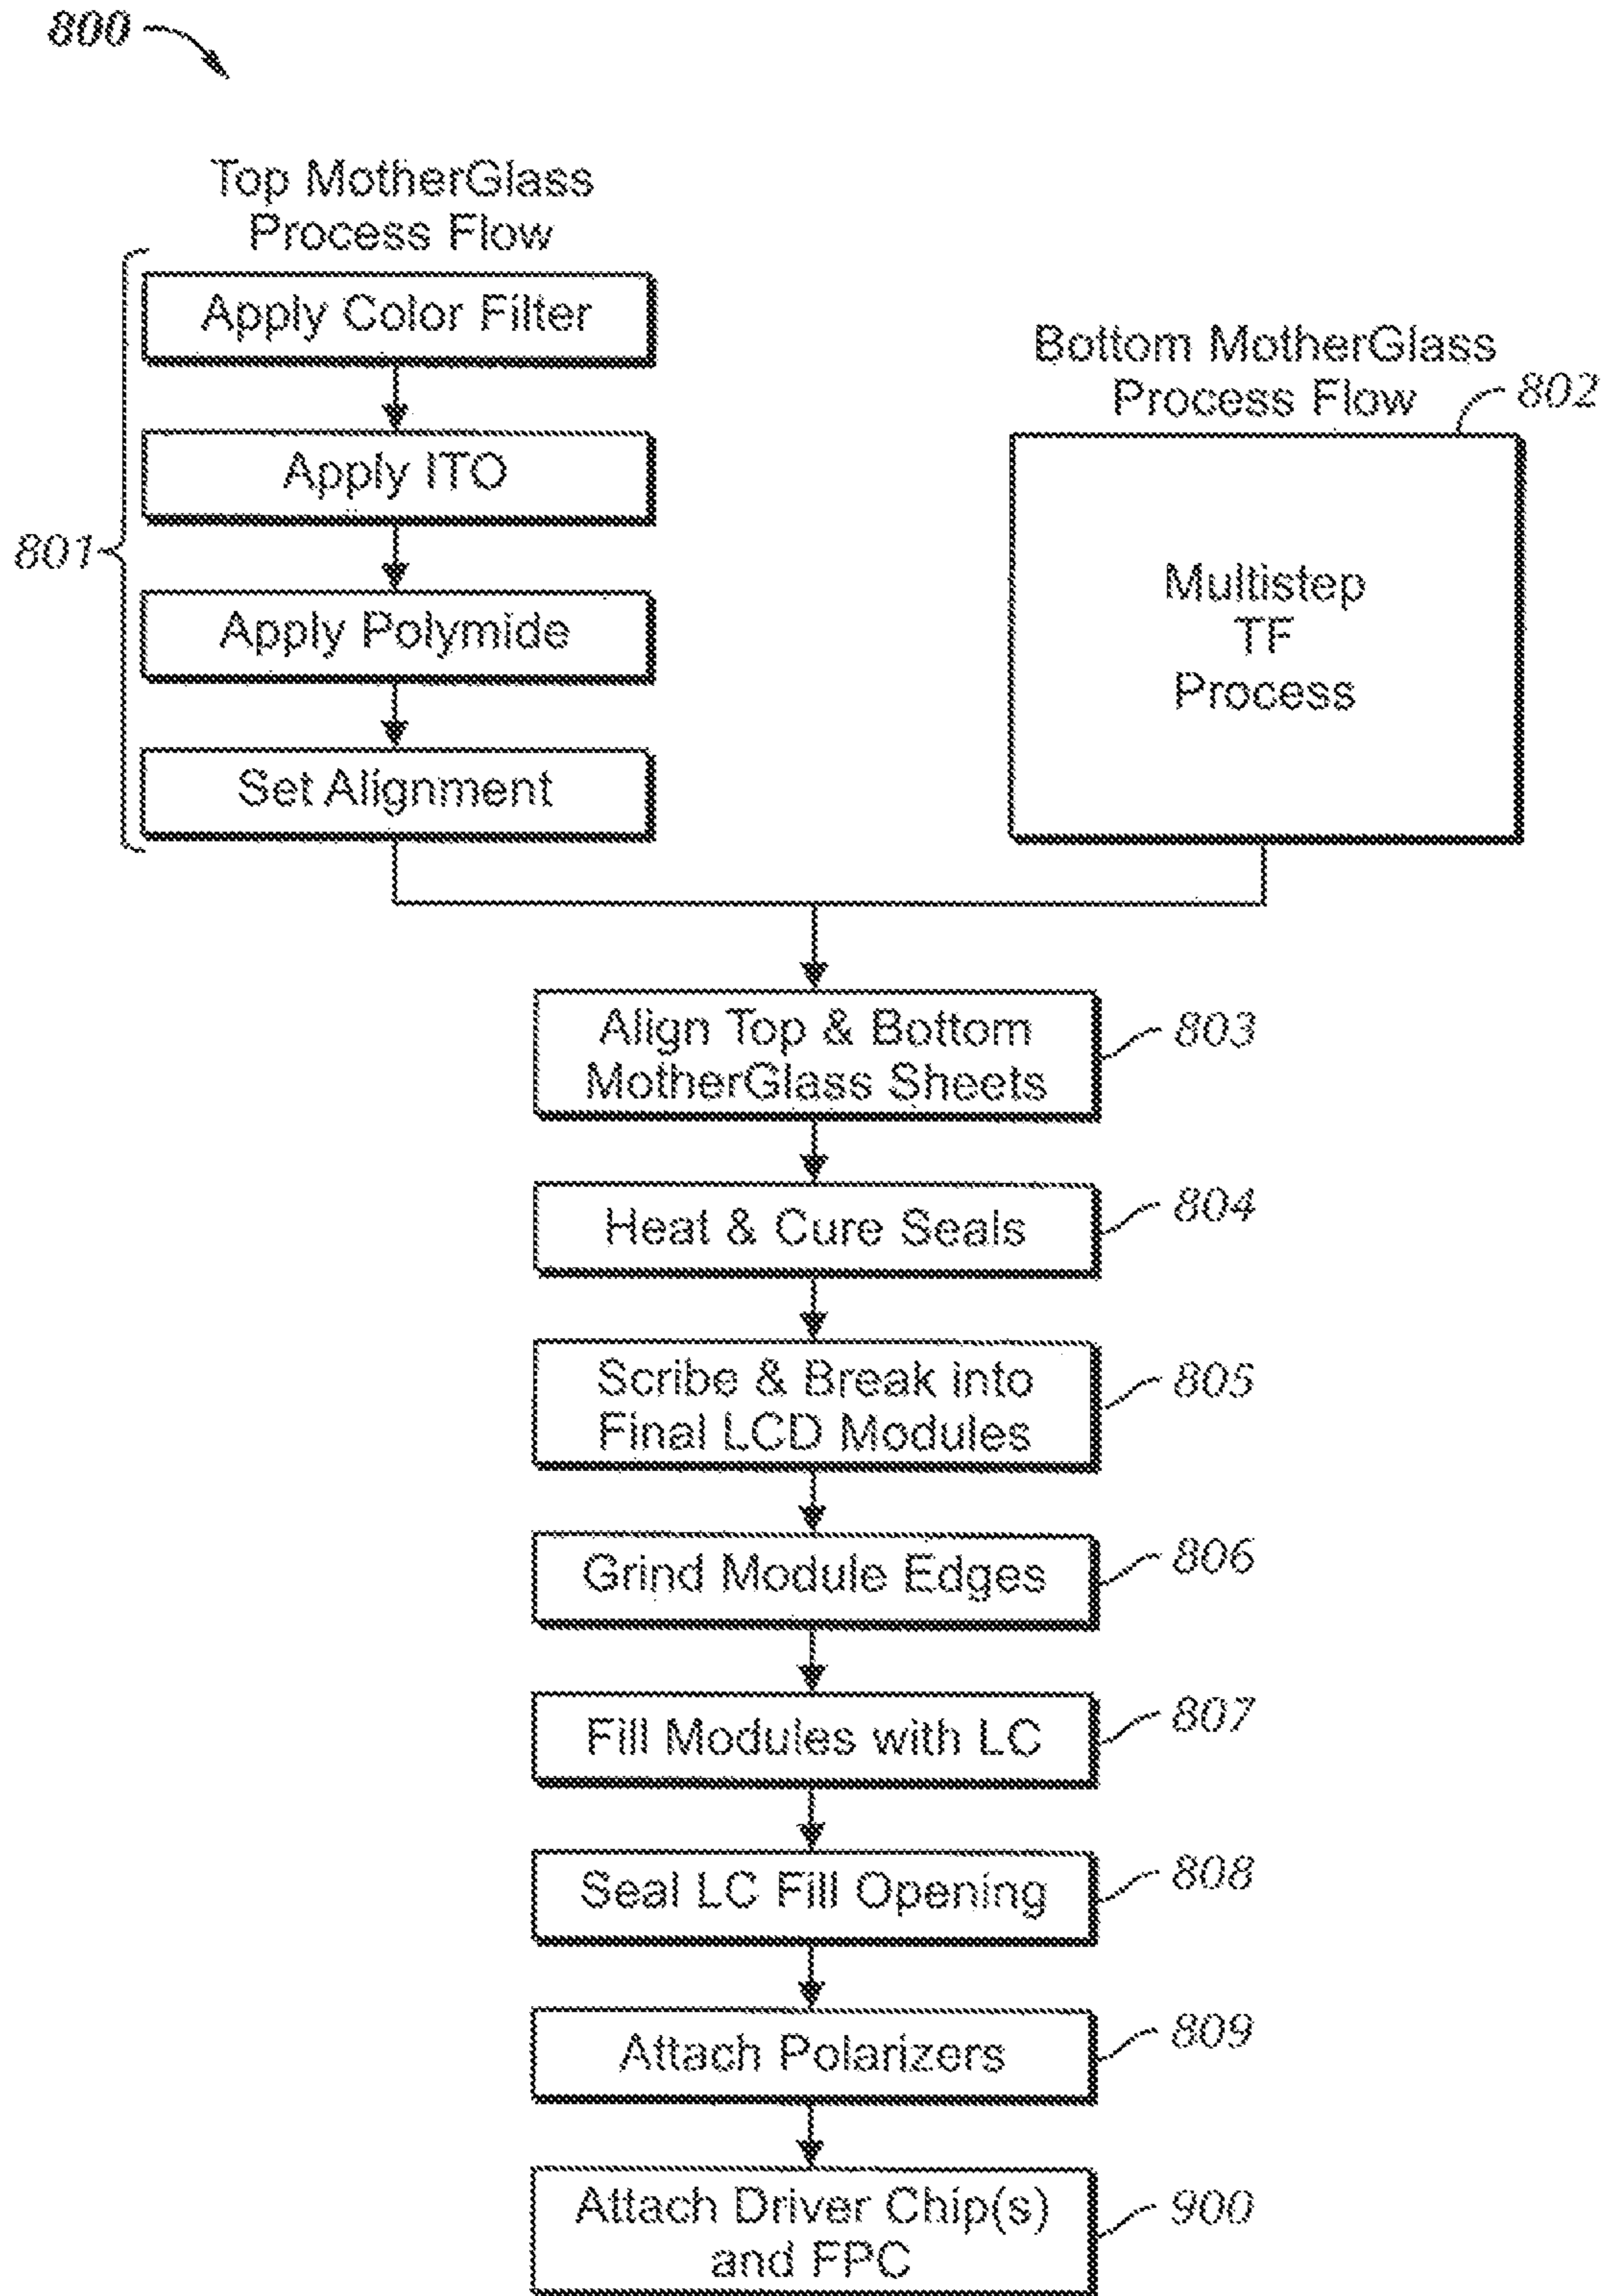 800
Top MotherGlass
Process Flow
801
Apply Color Filter
Apply ITO
Apply Polymide
Set Alignment
Bottom MotherGlass
Process Flow
802
Multistep
TF
Process
Align Top & Bottom
MotherGlass Sheets
803
Heat & Cure Seals
804
Scribe & Break into
Final LCD Modules
805
Grind Module Edges
806
Fill Modules with LC
807
Seal LC Fill Opening
808
Attach Polarizers
809
Attach Driver Chip(s)
and FPC
900